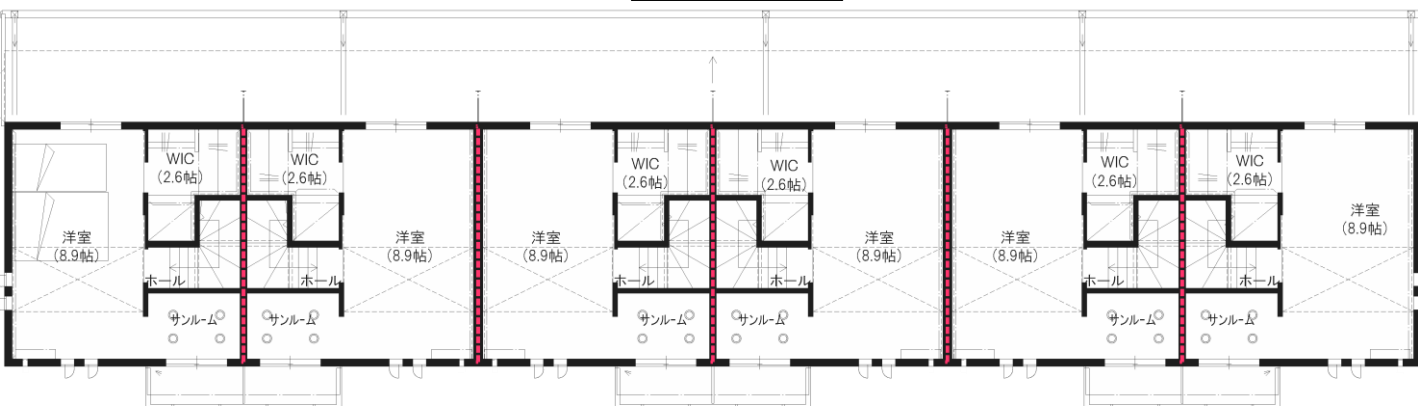 WIC
(2.6帖)
WIC
(2.6帖)
WIC
(2.6帖)
WIC
(2.6帖)
WIC
(2.6帖)
WIC
(2.6帖)
洋室
(8.9帖)
洋室
(8.9帖)
洋室
(8.9帖)
洋室
(8.9帖)
洋室
(8.9帖)
洋室
(8.9帖)
ホール
ホール
ホール
ホール
ホール
ホール
サンルーム
サンルーム
サンルーム
サンルーム
サンルーム
サンルーム